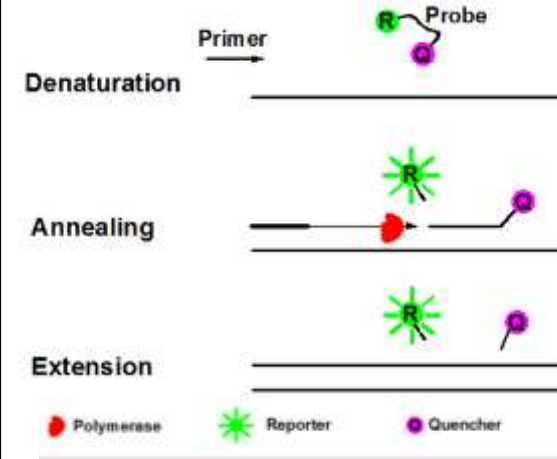 R Probe
Primer
Q
Denaturation
R
Q
Annealing
R
Q
Extension
Polymerase Reporter Quencher